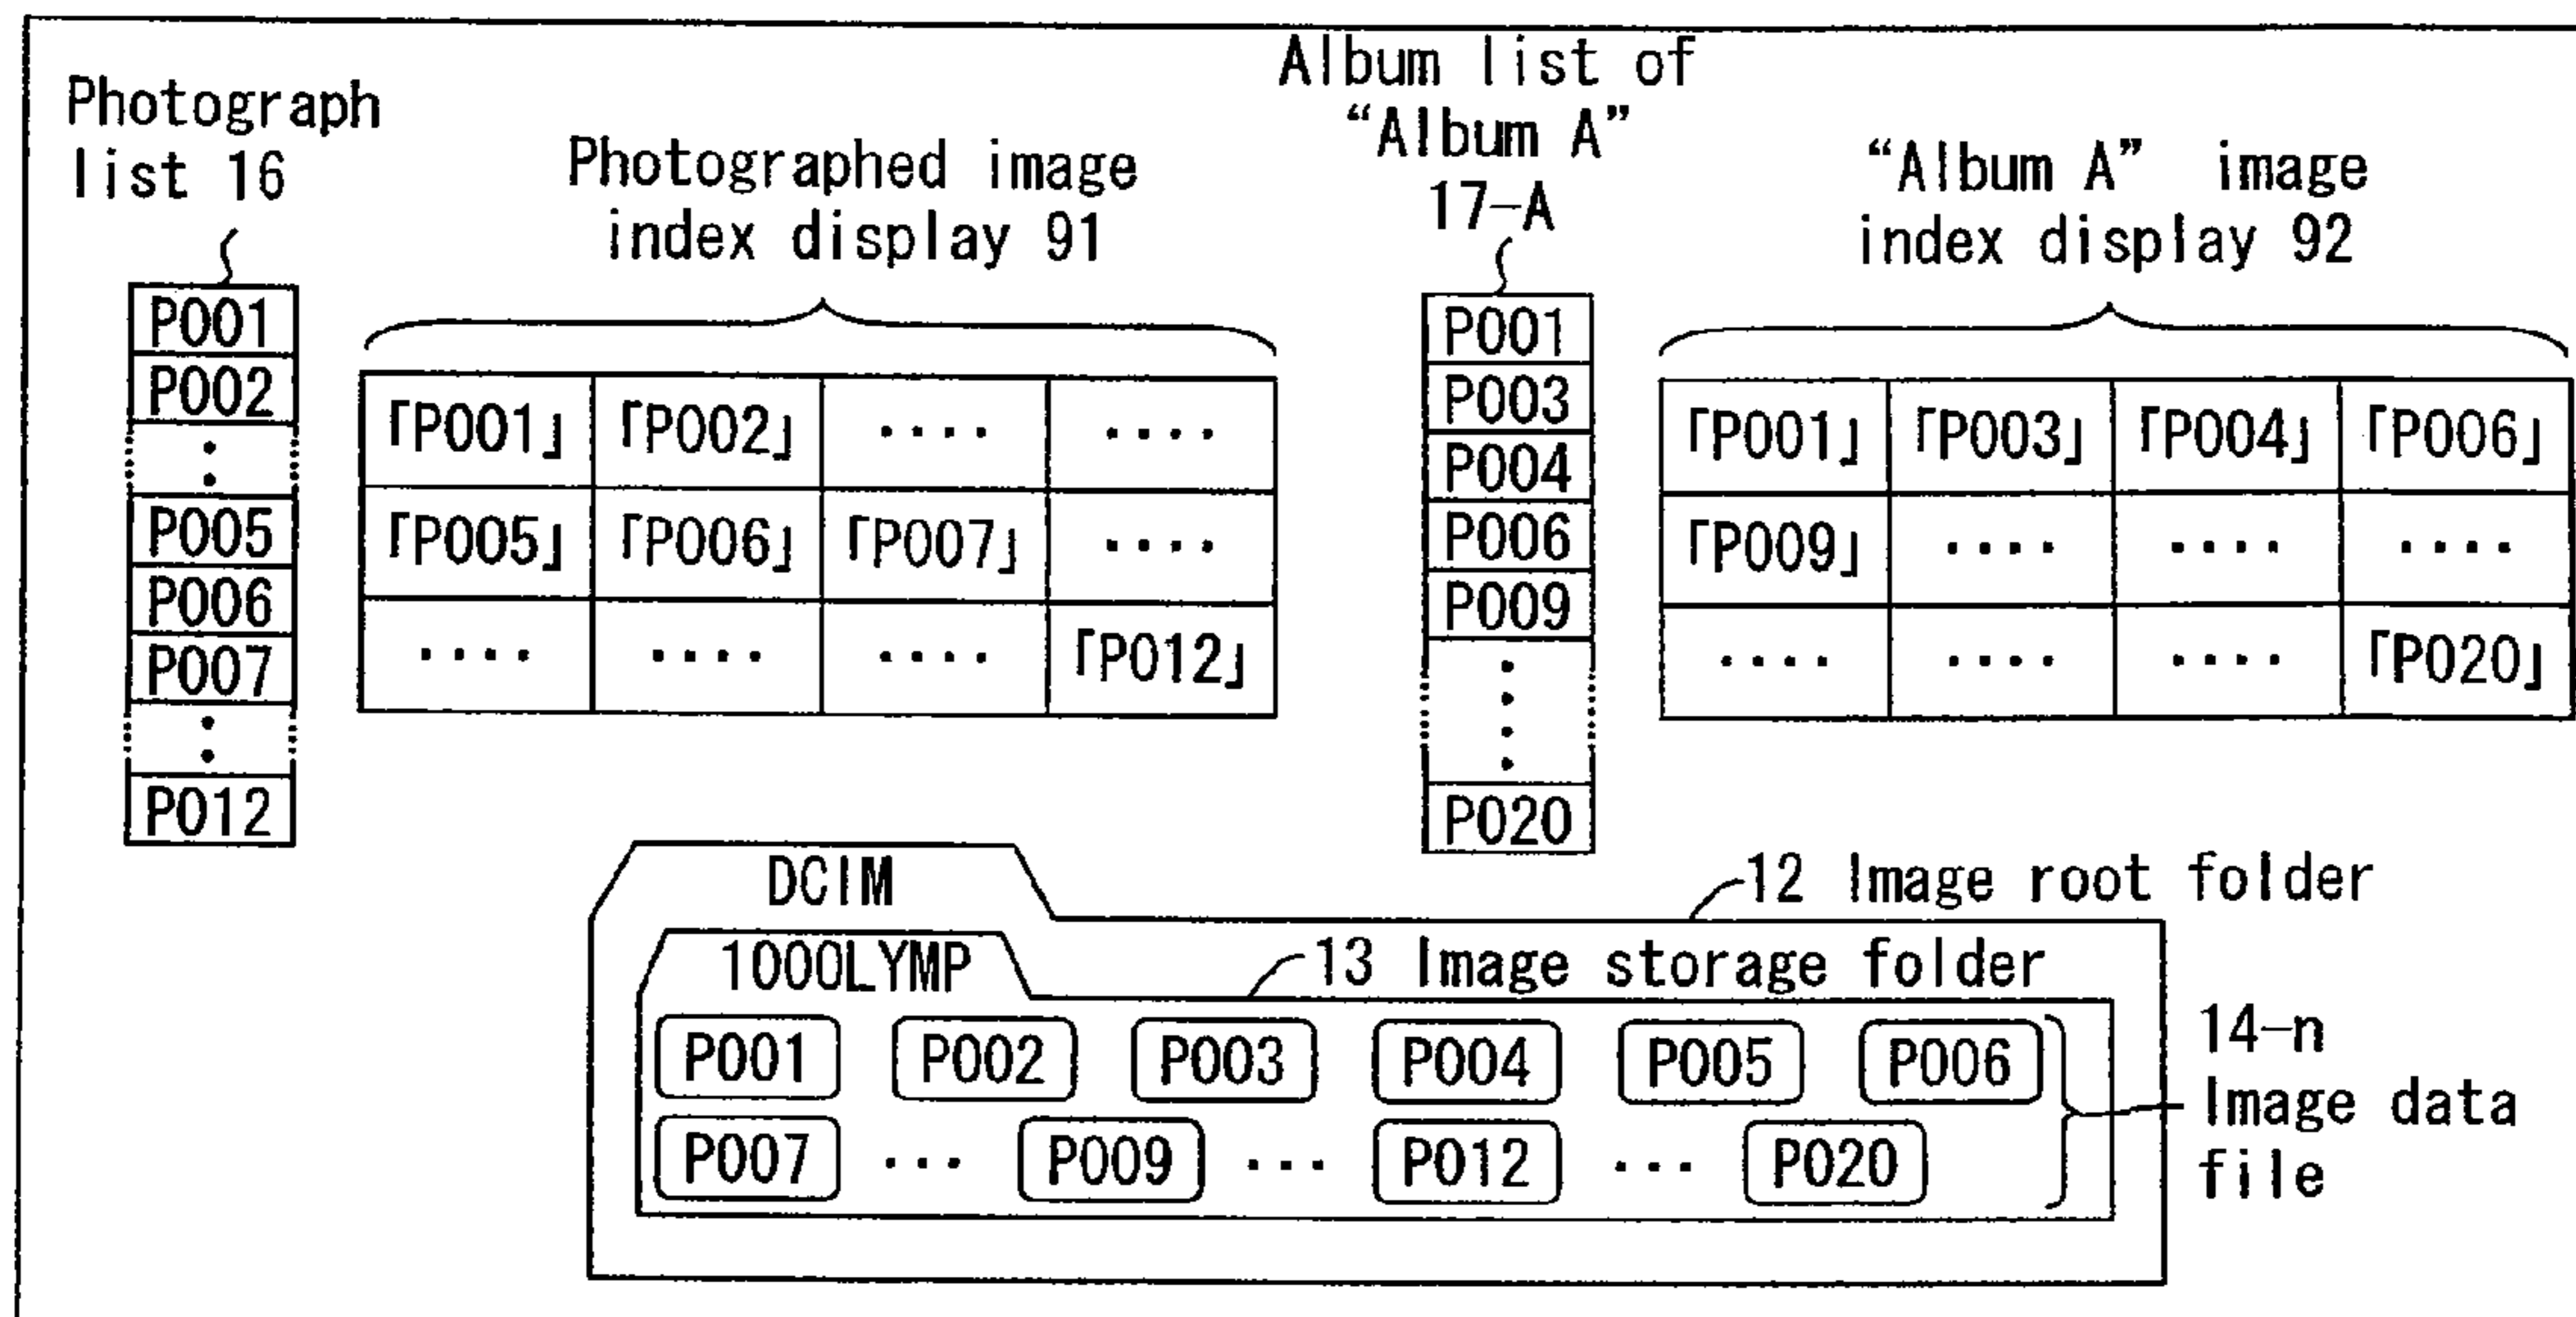 Photograph
list 16
P001
P002
P005
P006
P007
P012
Photographed image
index display 91
「P001」 「P002」 ···· ····
「P005」 「P006」 「P007」 ····
···· ···· ···· 「P012」
Album list of
“Album A”
17-A
P001
P003
P004
P006
P009
P020
“Album A” image
index display 92
「P001」 「P003」 「P004」 「P006」
「P009」 ···· ···· ····
···· ···· ···· 「P020」
DCIM
12 Image root folder
100OLYMP
13 Image storage folder
P001 P002 P003 P004 P005 P006
P007 ··· P009 ··· P012 ··· P020
14-n
Image data
file